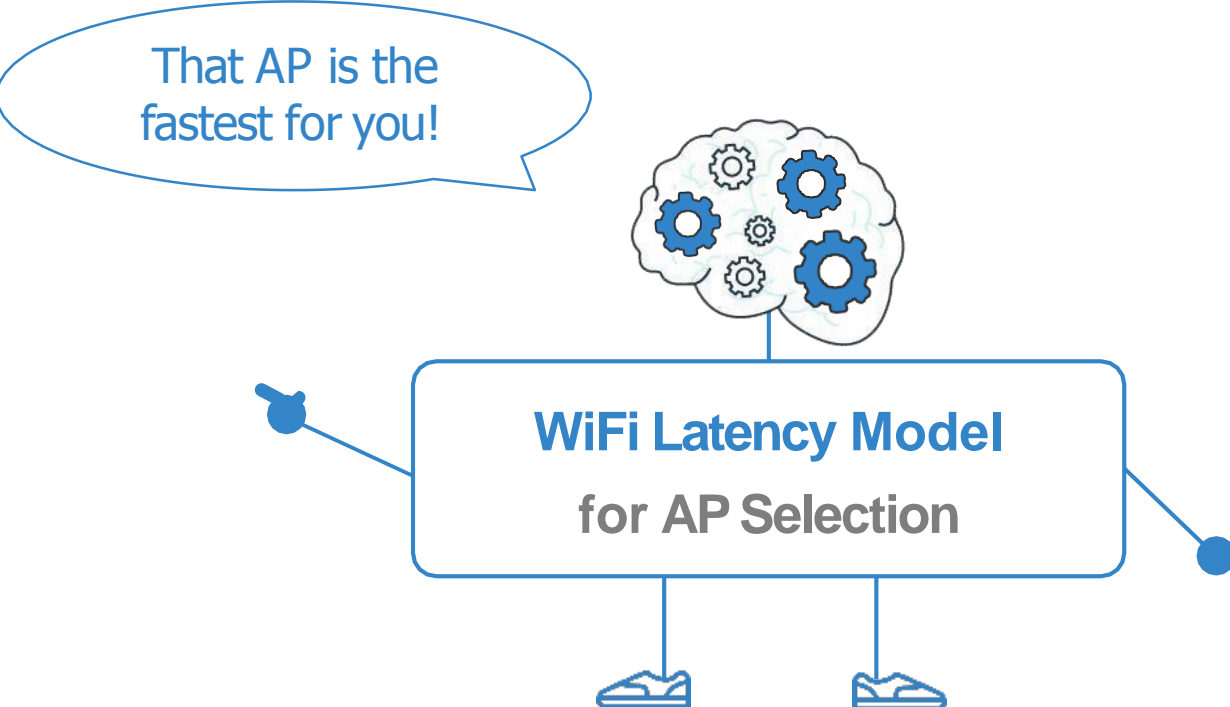 That AP is the
fastest for you!
WiFi Latency Model
for AP Selection